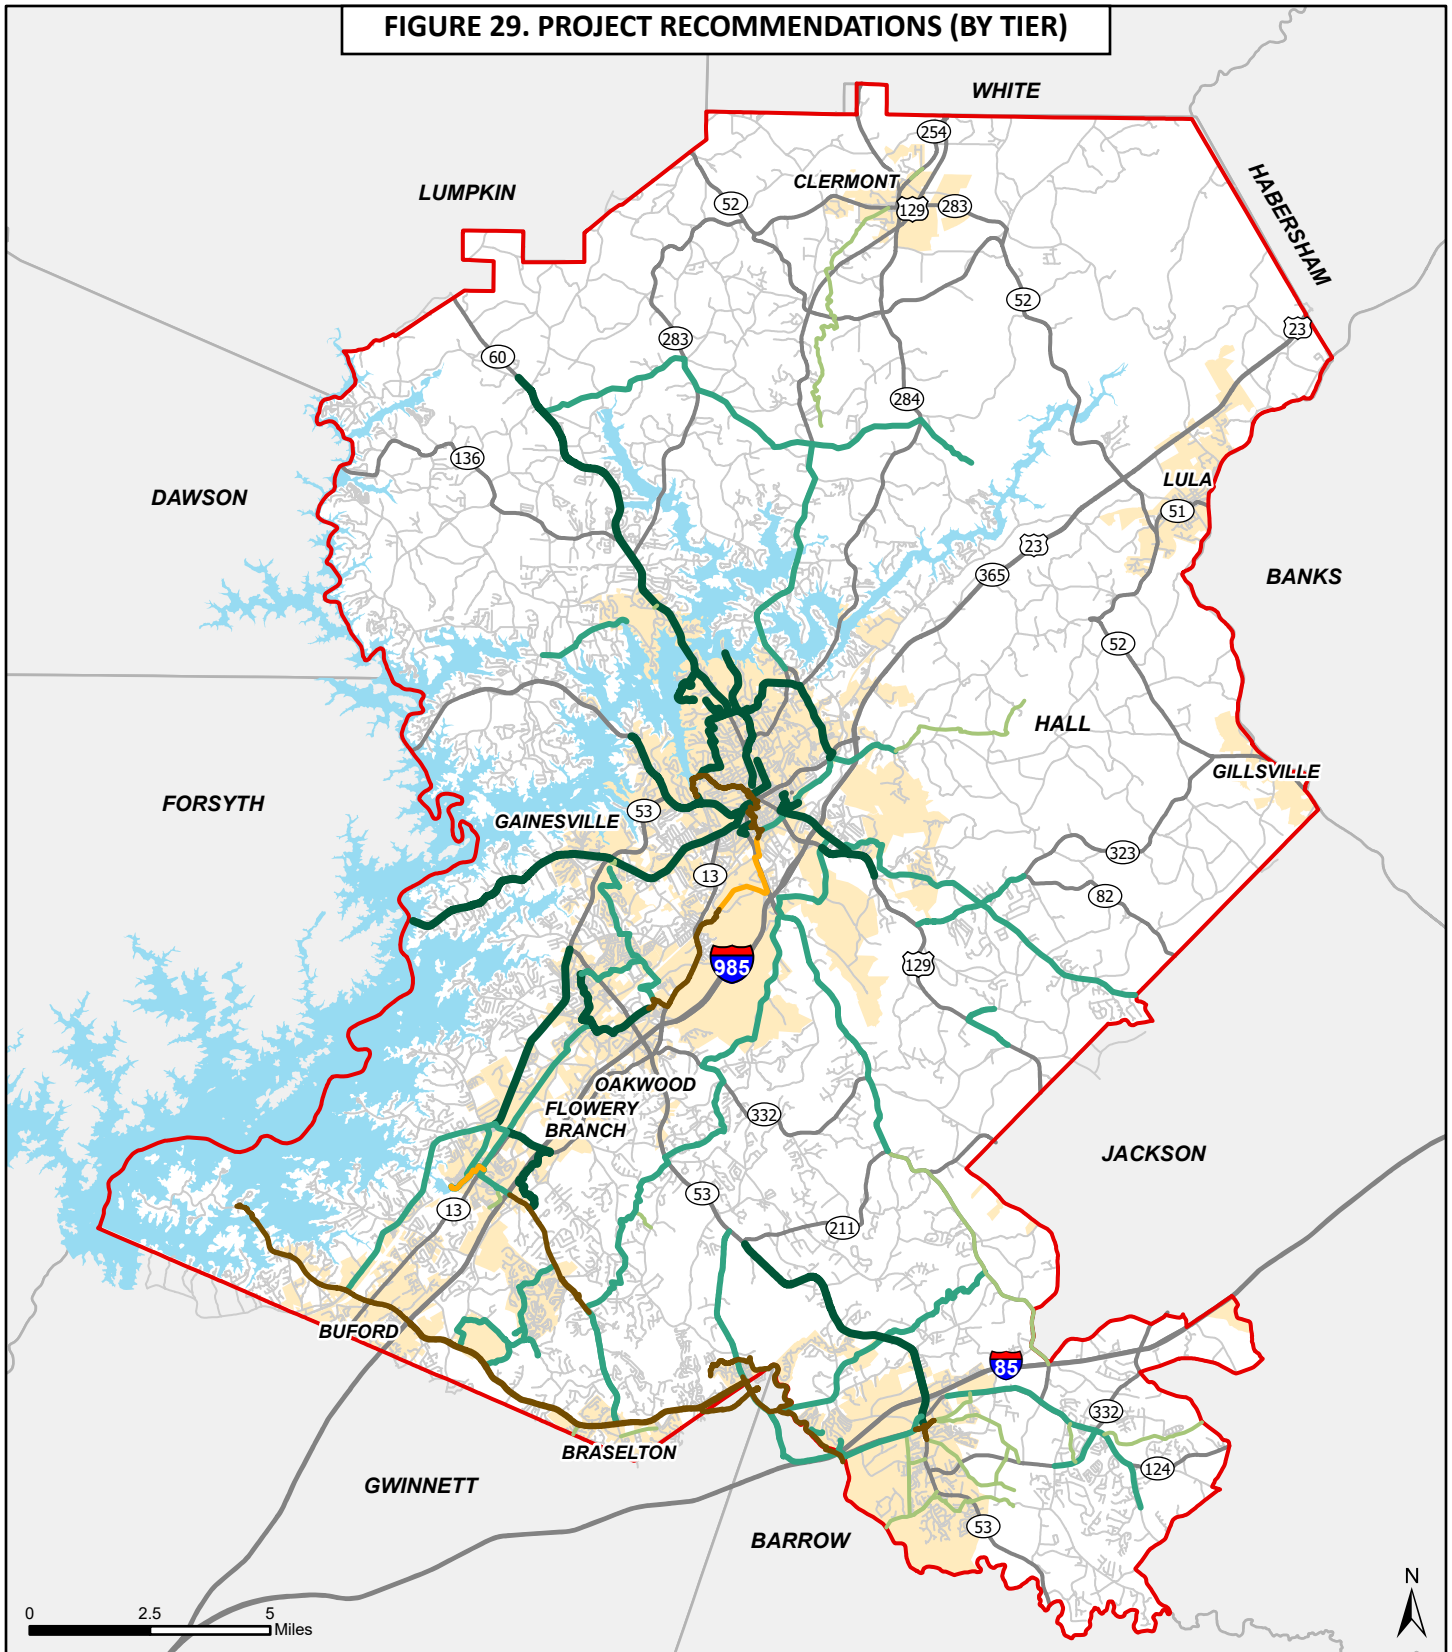 FIGURE 29. PROJECT RECOMMENDATIONS (BY TIER)
WHITE
254
HABERSHAM
CLERMONT
LUMPKIN
52
129
283
52
23
283
60
284
136
LULA
DAWSON
51
23
365
BANKS
52
HALL
GILLSVILLE
FORSYTH
53
GAINESVILLE
323
13
82
985
129
OAKWOOD
FLOWERY
BRANCH
332
JACKSON
53
13
211
BUFORD
85
332
BRASELTON
124
GWINNETT
53
BARROW
N
0 2.5 5
Miles